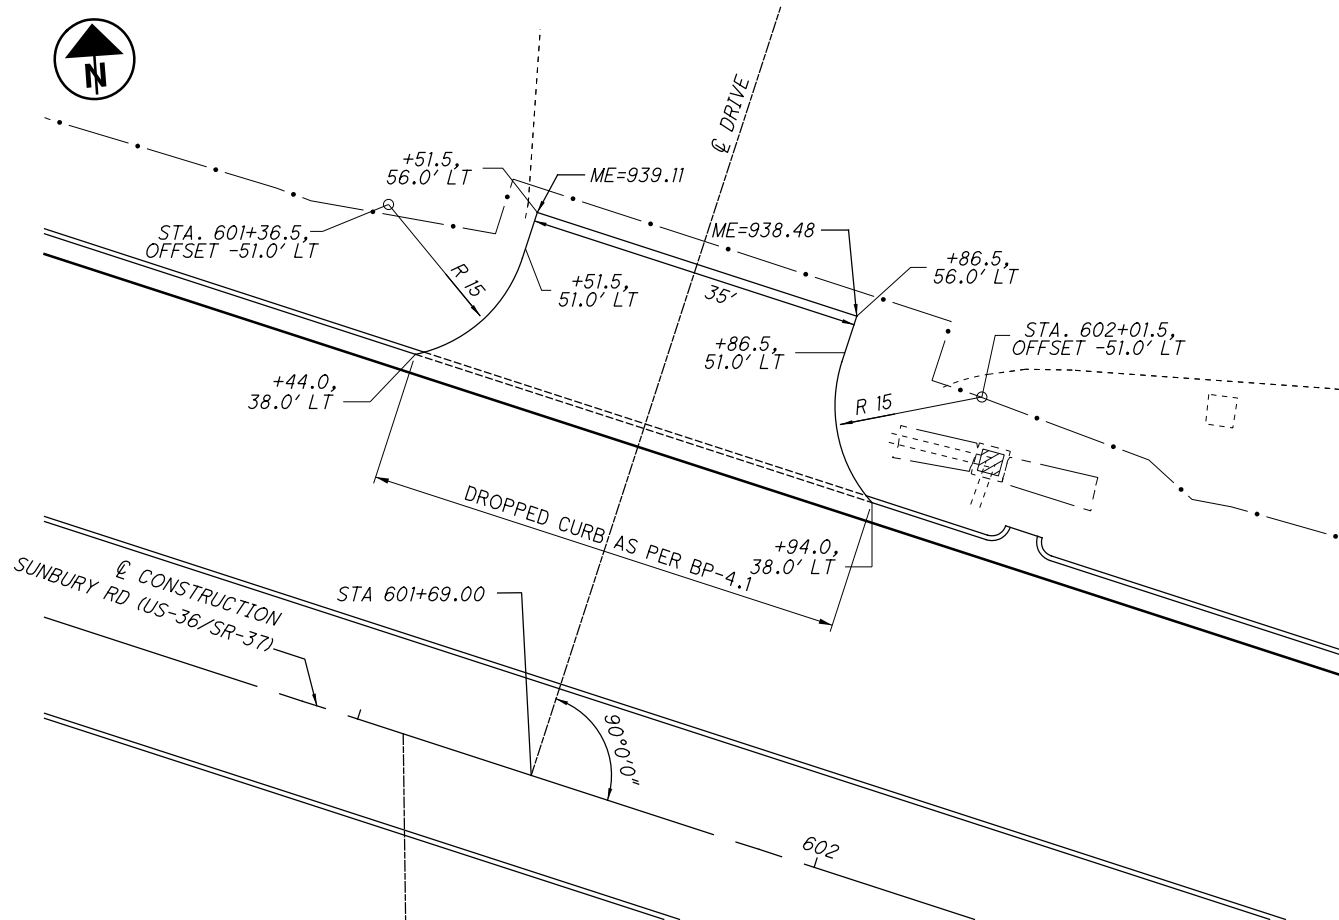 N
℄ DRIVE
+51.5,
56.0' LT
ME=939.11
STA. 601+36.5,
OFFSET -51.0' LT
R 15
+51.5,
51.0' LT
ME=938.48
+86.5,
56.0' LT
35'
+86.5,
51.0' LT
STA. 602+01.5,
OFFSET -51.0' LT
R 15
+44.0,
38.0' LT
DROPPED CURB AS PER BP-4.1
+94.0,
38.0' LT
℄ CONSTRUCTION
SUNBURY RD (US-36/SR-37)
STA 601+69.00
90°0'0"
602